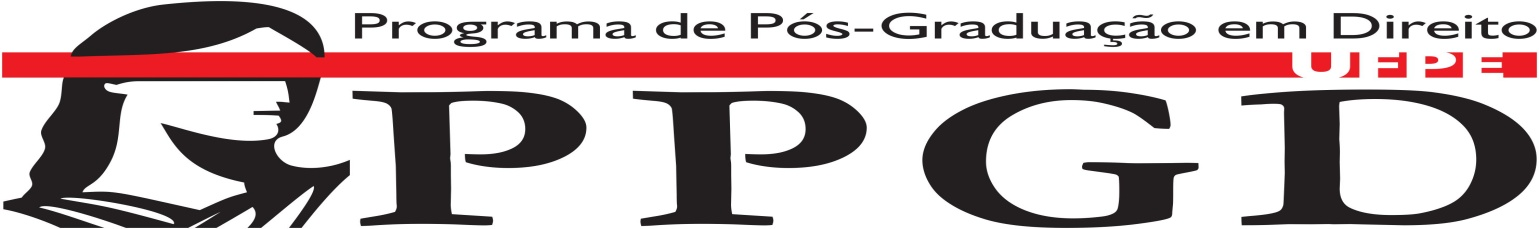 Programa de Pós-Graduação em Direito
UFPE
PPGD